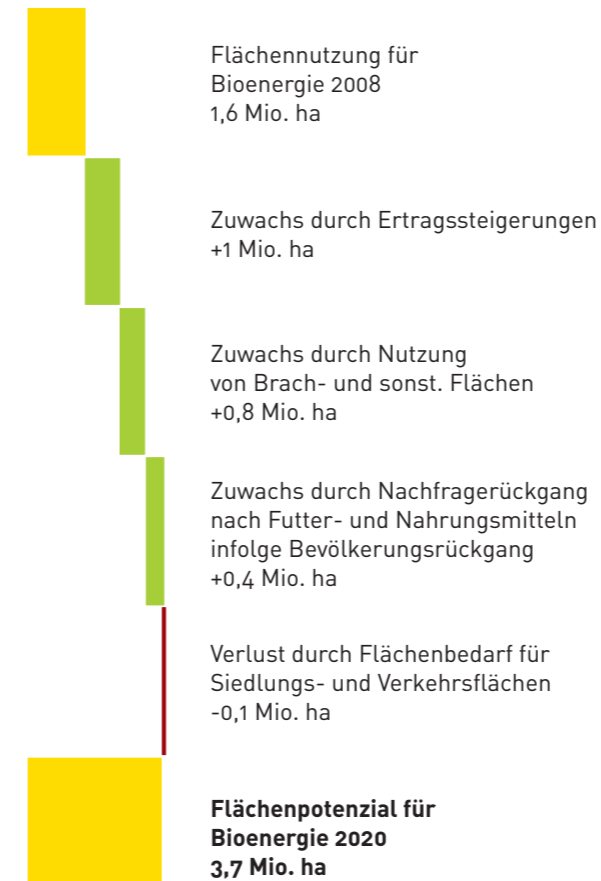 Flächennutzung für
Bioenergie 2008
1,6 Mio. ha
Zuwachs durch Ertragssteigerungen
+1 Mio. ha
Zuwachs durch Nutzung
von Brach- und sonst. Flächen
+0,8 Mio. ha
Zuwachs durch Nachfragerückgang
nach Futter- und Nahrungsmitteln
infolge Bevölkerungsrückgang
+0,4 Mio. ha
Verlust durch Flächenbedarf für
Siedlungs- und Verkehrsflächen
-0,1 Mio. ha
Flächenpotenzial für
Bioenergie 2020
3,7 Mio. ha